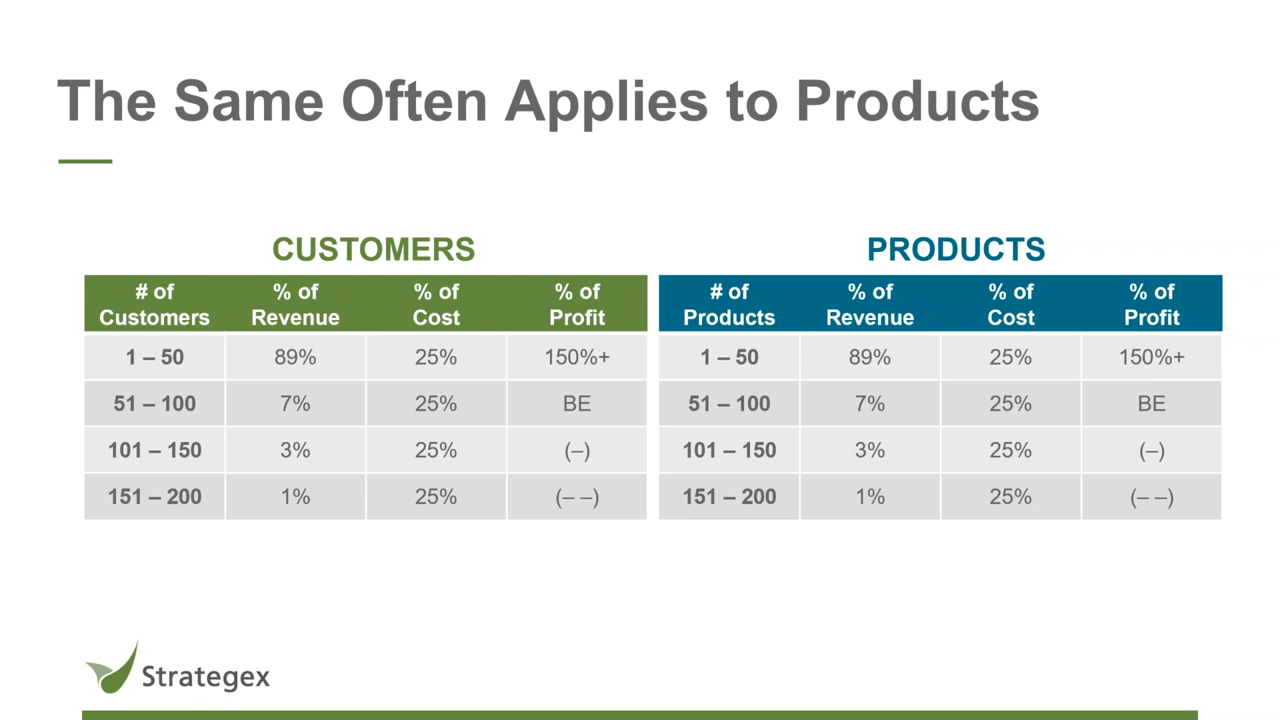 The Same Often Applies to Products
CUSTOMERS
# of Customers % of Revenue % of Cost % of Profit
1 – 50 89% 25% 150%+
51 – 100 7% 25% BE
101 – 150 3% 25% (–)
151 – 200 1% 25% (– –)
PRODUCTS
# of Products % of Revenue % of Cost % of Profit
1 – 50 89% 25% 150%+
51 – 100 7% 25% BE
101 – 150 3% 25% (–)
151 – 200 1% 25% (– –)
Strategex